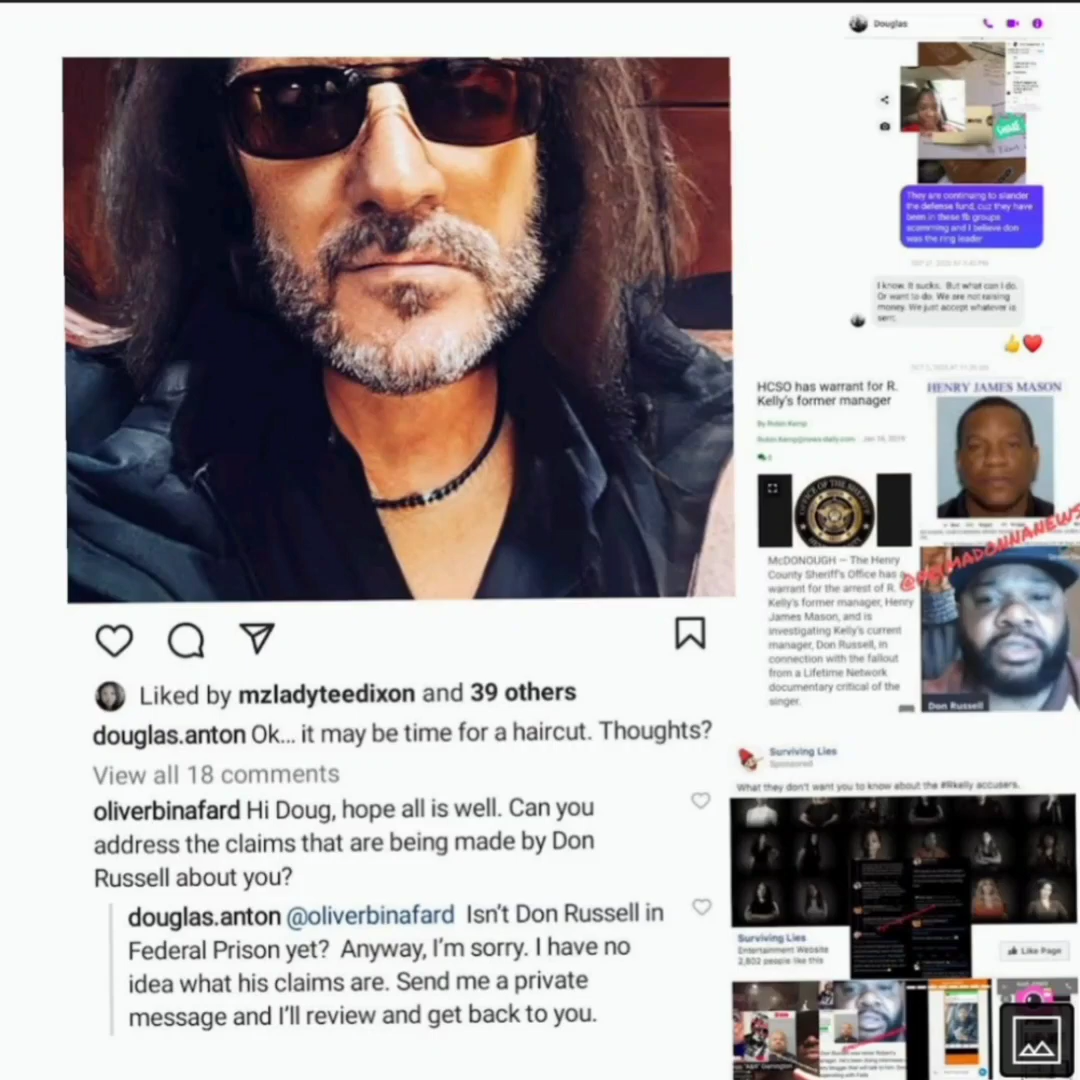 Liked by mzladyteedixon and 39 others
douglas.anton Ok... it may be time for a haircut. Thoughts?
View all 18 comments
oliverbinafard Hi Doug, hope all is well. Can you
address the claims that are being made by Don
Russell about you?
douglas.anton @oliverbinafard Isn't Don Russell in
Federal Prison yet? Anyway, I'm sorry. I have no
idea what his claims are. Send me a private
message and I'll review and get back to you.
Douglas
They are continuing to slander
the defense fund, cuz they have
been in these fb groups
scamming and I believe don
was the ring leader
I know. It sucks. But what can I do.
Or want to do. We are not raising
money. We just accept whatever is
sent.
HCSO has warrant for R.
Kelly's former manager
By Robin Kemp
Jan 16, 2019
OFFICE OF THE SHERIFF
McDONOUGH — The Henry
County Sheriff's Office has a
warrant for the arrest of R.
Kelly's former manager, Henry
James Mason, and is
investigating Kelly's current
manager, Don Russell, in
connection with the fallout
from a Lifetime Network
documentary critical of the
singer.
HENRY JAMES MASON
Don Russell
Surviving Lies
Sponsored
What they don't want you to know about the #Rkelly accusers.
Surviving Lies
Entertainment Website
2,802 people like this
Like Page